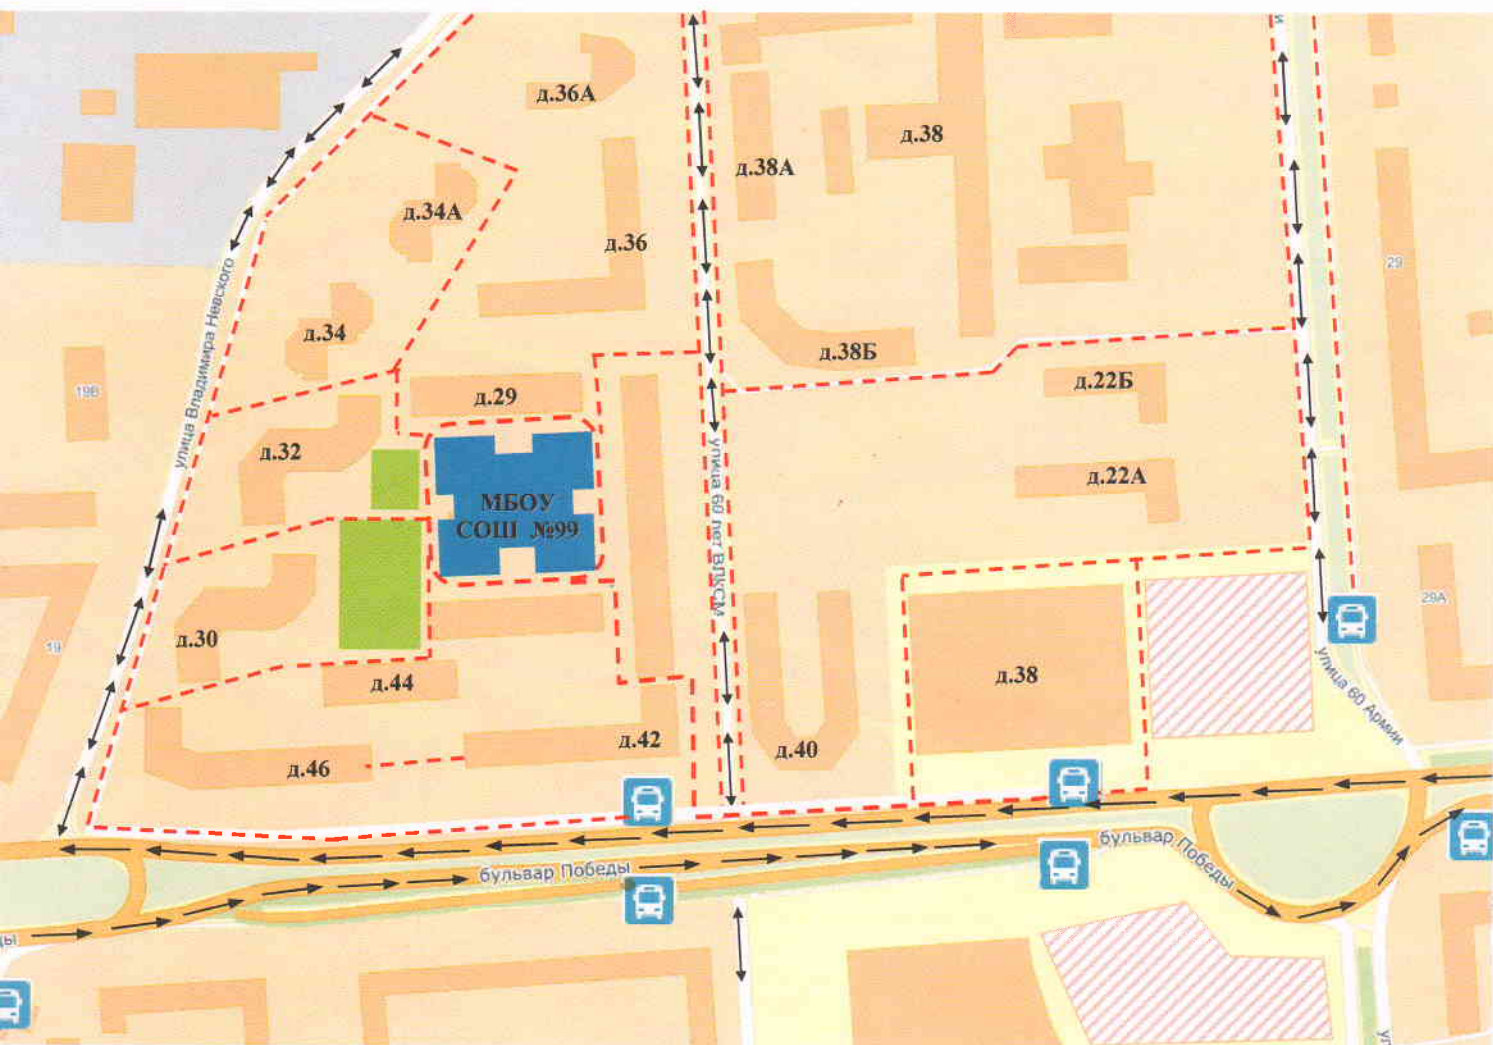 д.36А
д.38
д.38А
д.34А
д.36
29
улица Владимира Невского
д.34
д.38Б
19В
д.29
д.22Б
д.32
д.22А
МБОУ
СОШ №99
улица 60 лет ВЛКСМ
29А
д.30
19
д.38
д.44
улица 60 Армии
д.42
д.40
д.46
бульвар Победы
бульвар Победы